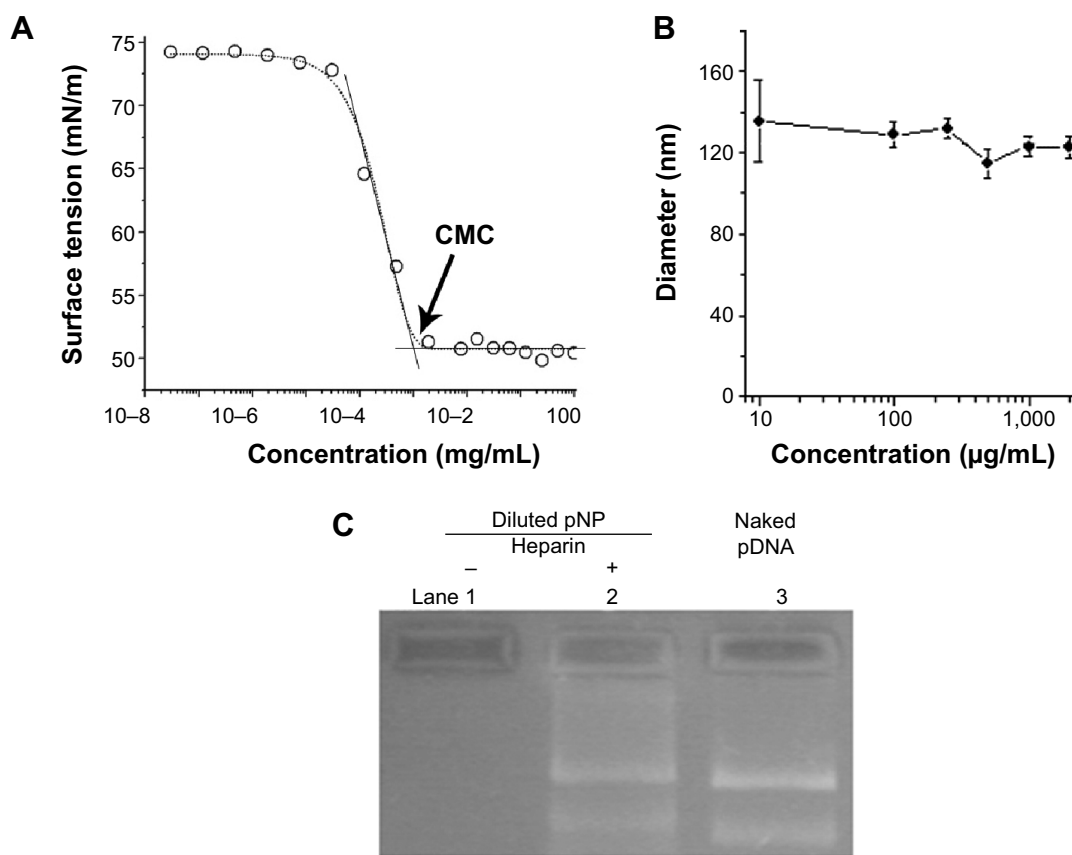 A
Surface tension (mN/m)
75
70
65
60
55
50
CMC
10–8
10–6
10–4
10–2
100
Concentration (mg/mL)
B
Diameter (nm)
160
120
80
40
0
10
100
1,000
Concentration (µg/mL)
C
Diluted pNP
Naked
Heparin
pDNA
– +
Lane 1 2 3